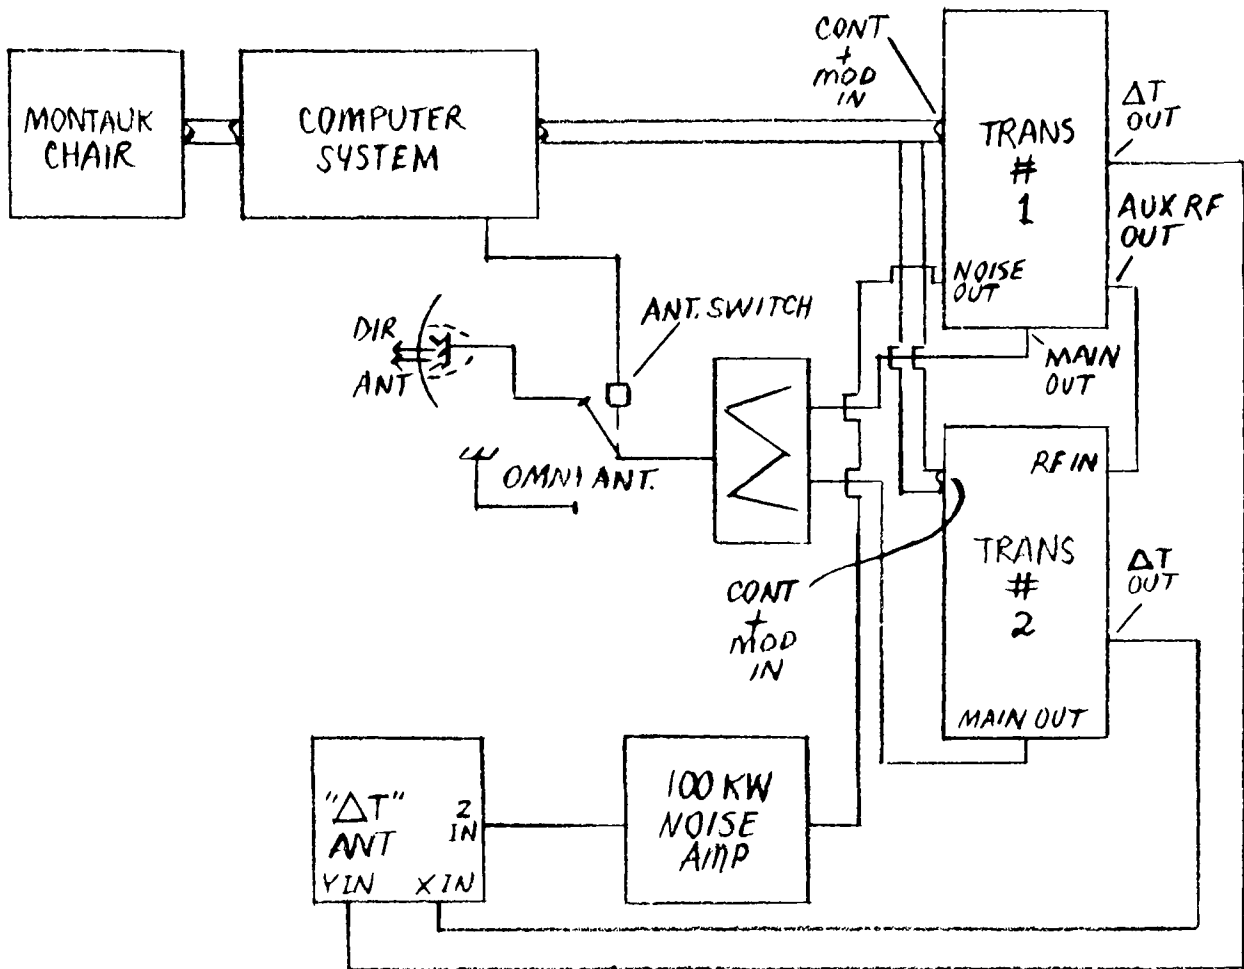 MONTAUK
CHAIR
COMPUTER
SYSTEM
CONT
+
MOD
IN
TRANS
#
1
ΔT
OUT
AUX RF
OUT
NOISE
OUT
MAIN
OUT
DIR
ANT
ANT. SWITCH
OMNI ANT.
RF IN
TRANS
#
2
ΔT
OUT
CONT
+
MOD
IN
MAIN OUT
"ΔT"
ANT
Z
IN
Y IN
X IN
100 KW
NOISE
AMP